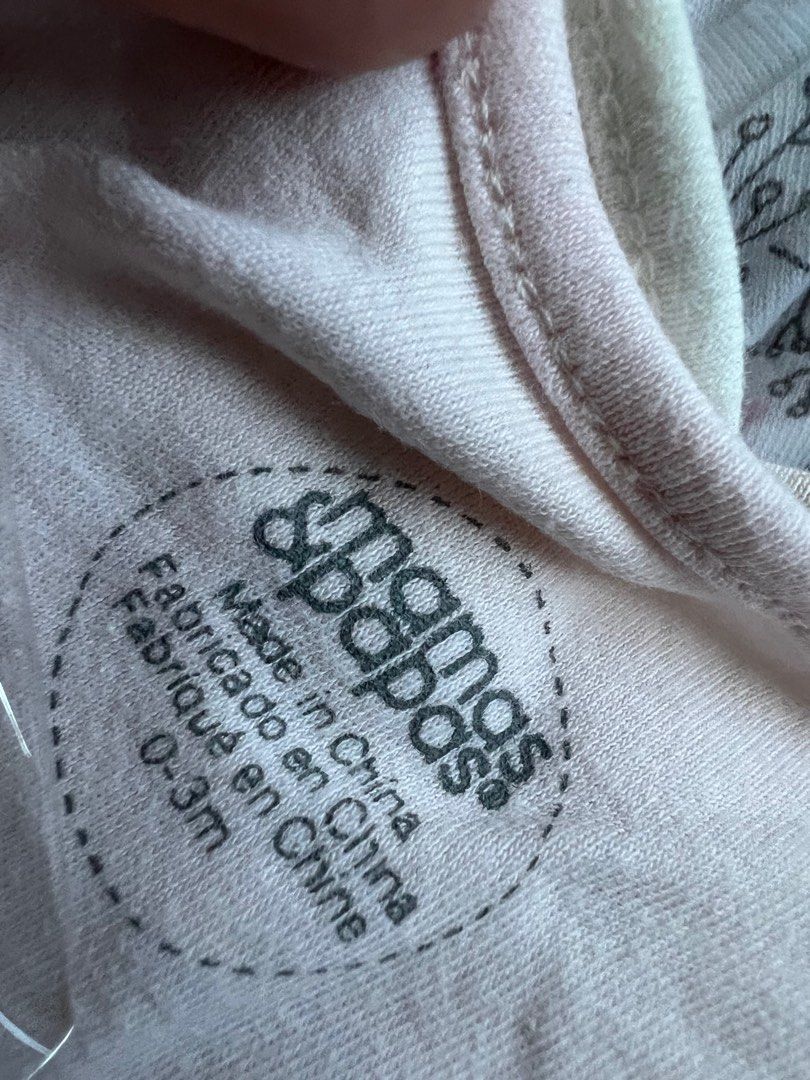 mamas
&papas®
Made in China
Fabricado en China
Fabriqué en Chine
0-3m